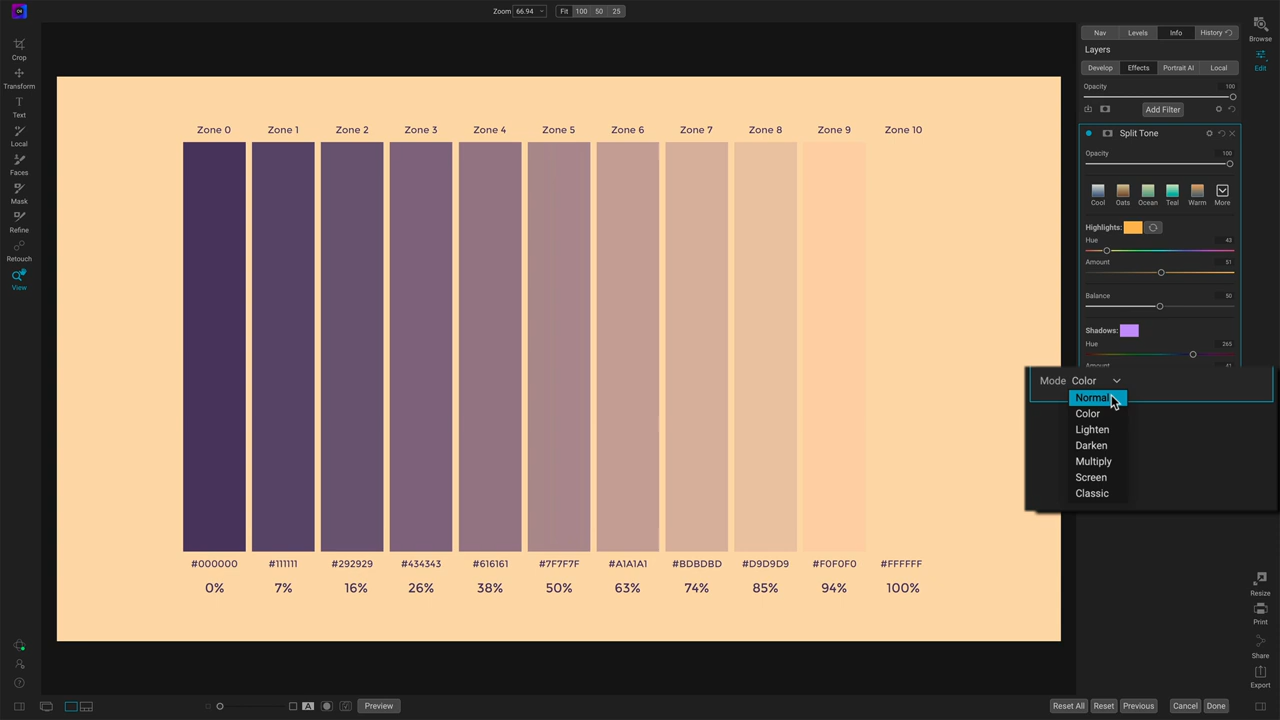 Zoom 66.94 Fit 100 50 25
Nav Levels Info History
Browse
Layers
Crop
Edit
Develop Effects Portrait AI Local
Transform
Opacity 100
Text
Add Filter
Zone 0 Zone 1 Zone 2 Zone 3 Zone 4 Zone 5 Zone 6 Zone 7 Zone 8 Zone 9 Zone 10
Split Tone
Local
Opacity 100
Faces
Mask
Cool Oats Ocean Teal Warm More
Refine
Highlights:
Hue 43
Retouch
Amount 51
View
Balance 50
Shadows:
Hue 265
Amount 41
Mode Color
Normal
Color
Lighten
Darken
Multiply
Screen
Classic
#000000 #111111 #292929 #434343 #616161 #7F7F7F #A1A1A1 #BDBDBD #D9D9D9 #F0F0F0 #FFFFFF
0% 7% 16% 26% 38% 50% 63% 74% 85% 94% 100%
Resize
Print
Share
Export
A Preview Reset All Reset Previous Cancel Done